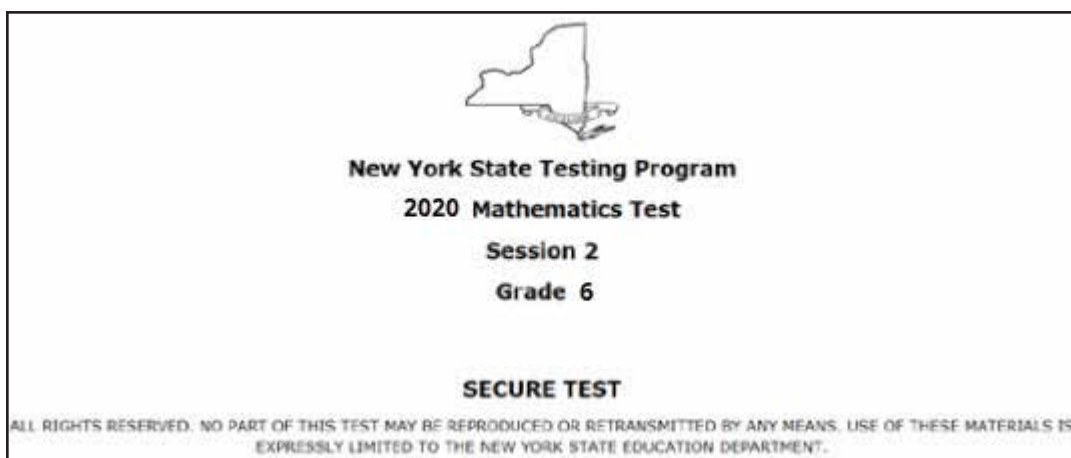 New York State Testing Program
2020 Mathematics Test
Session 2
Grade 6
SECURE TEST
ALL RIGHTS RESERVED. NO PART OF THIS TEST MAY BE REPRODUCED OR RETRANSMITTED BY ANY MEANS. USE OF THESE MATERIALS IS
EXPRESSLY LIMITED TO THE NEW YORK STATE EDUCATION DEPARTMENT.